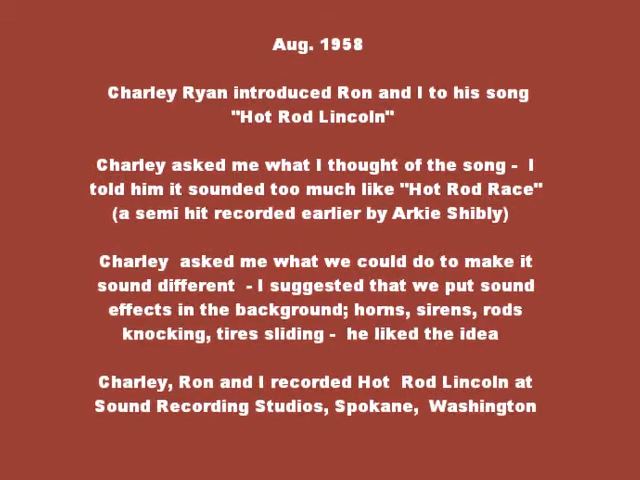 Aug. 1958
Charley Ryan introduced Ron and I to his song
"Hot Rod Lincoln"
Charley asked me what I thought of the song - I
told him it sounded too much like "Hot Rod Race"
(a semi hit recorded earlier by Arkie Shibly)
Charley asked me what we could do to make it
sound different - I suggested that we put sound
effects in the background; horns, sirens, rods
knocking, tires sliding - he liked the idea
Charley, Ron and I recorded Hot Rod Lincoln at
Sound Recording Studios, Spokane, Washington